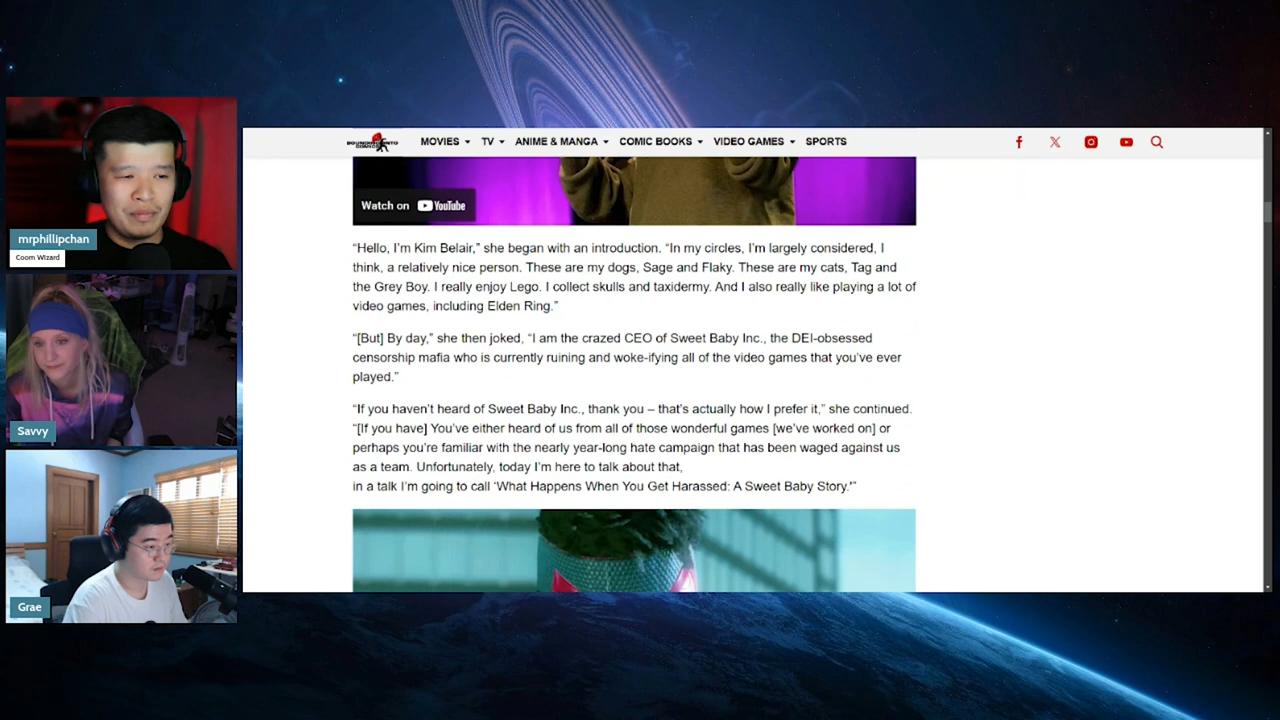 mrphillipchan
Coom Wizard
Savvy
Grae
BOUNDING INTO
COMICS
MOVIES TV ANIME & MANGA COMIC BOOKS VIDEO GAMES SPORTS
Watch on YouTube
“Hello, I’m Kim Belair,” she began with an introduction. “In my circles, I’m largely considered, I
think, a relatively nice person. These are my dogs, Sage and Flaky. These are my cats, Tag and
the Grey Boy. I really enjoy Lego. I collect skulls and taxidermy. And I also really like playing a lot of
video games, including Elden Ring.”
“[But] By day,” she then joked, “I am the crazed CEO of Sweet Baby Inc., the DEI-obsessed
censorship mafia who is currently ruining and woke-ifying all of the video games that you’ve ever
played.”
“If you haven’t heard of Sweet Baby Inc., thank you – that’s actually how I prefer it,” she continued.
“[If you have] You’ve either heard of us from all of those wonderful games [we’ve worked on] or
perhaps you’re familiar with the nearly year-long hate campaign that has been waged against us
as a team. Unfortunately, today I’m here to talk about that,
in a talk I’m going to call ‘What Happens When You Get Harassed: A Sweet Baby Story.’”